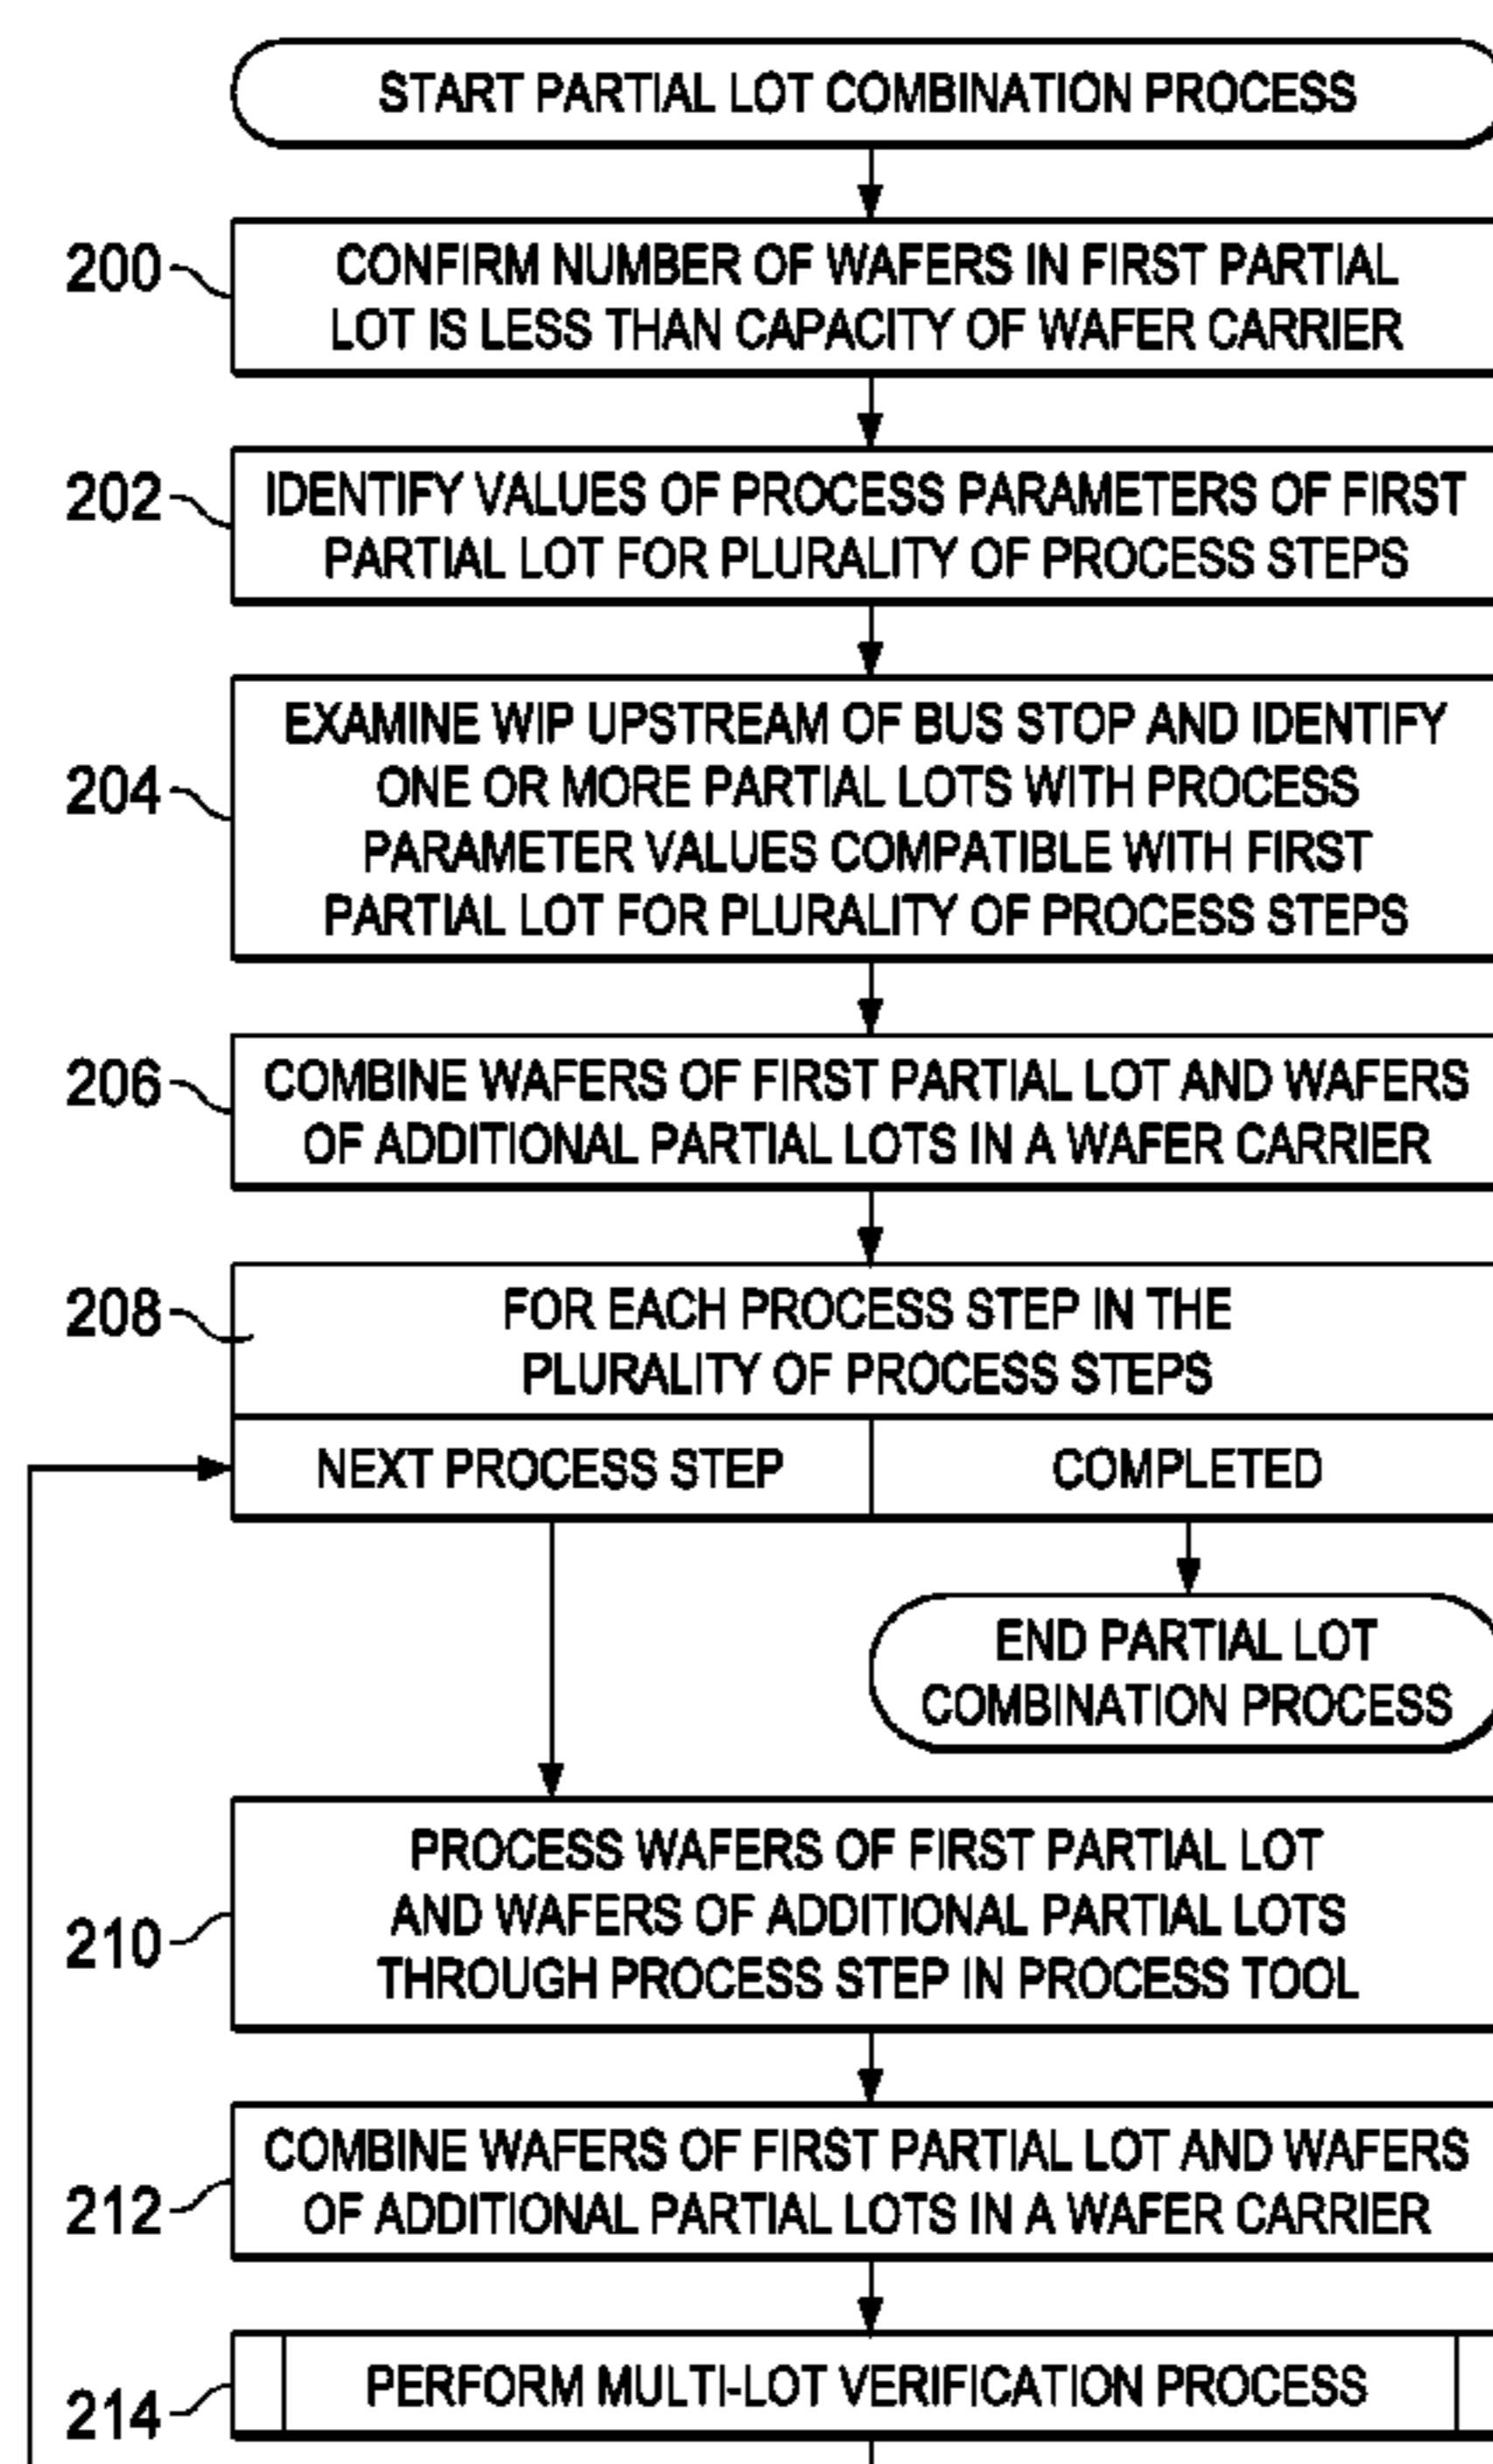 START PARTIAL LOT COMBINATION PROCESS
200
CONFIRM NUMBER OF WAFERS IN FIRST PARTIAL
LOT IS LESS THAN CAPACITY OF WAFER CARRIER
202
IDENTIFY VALUES OF PROCESS PARAMETERS OF FIRST
PARTIAL LOT FOR PLURALITY OF PROCESS STEPS
204
EXAMINE WIP UPSTREAM OF BUS STOP AND IDENTIFY
ONE OR MORE PARTIAL LOTS WITH PROCESS
PARAMETER VALUES COMPATIBLE WITH FIRST
PARTIAL LOT FOR PLURALITY OF PROCESS STEPS
206
COMBINE WAFERS OF FIRST PARTIAL LOT AND WAFERS
OF ADDITIONAL PARTIAL LOTS IN A WAFER CARRIER
208
FOR EACH PROCESS STEP IN THE
PLURALITY OF PROCESS STEPS
NEXT PROCESS STEP
COMPLETED
END PARTIAL LOT
COMBINATION PROCESS
210
PROCESS WAFERS OF FIRST PARTIAL LOT
AND WAFERS OF ADDITIONAL PARTIAL LOTS
THROUGH PROCESS STEP IN PROCESS TOOL
212
COMBINE WAFERS OF FIRST PARTIAL LOT AND WAFERS
OF ADDITIONAL PARTIAL LOTS IN A WAFER CARRIER
214
PERFORM MULTI-LOT VERIFICATION PROCESS